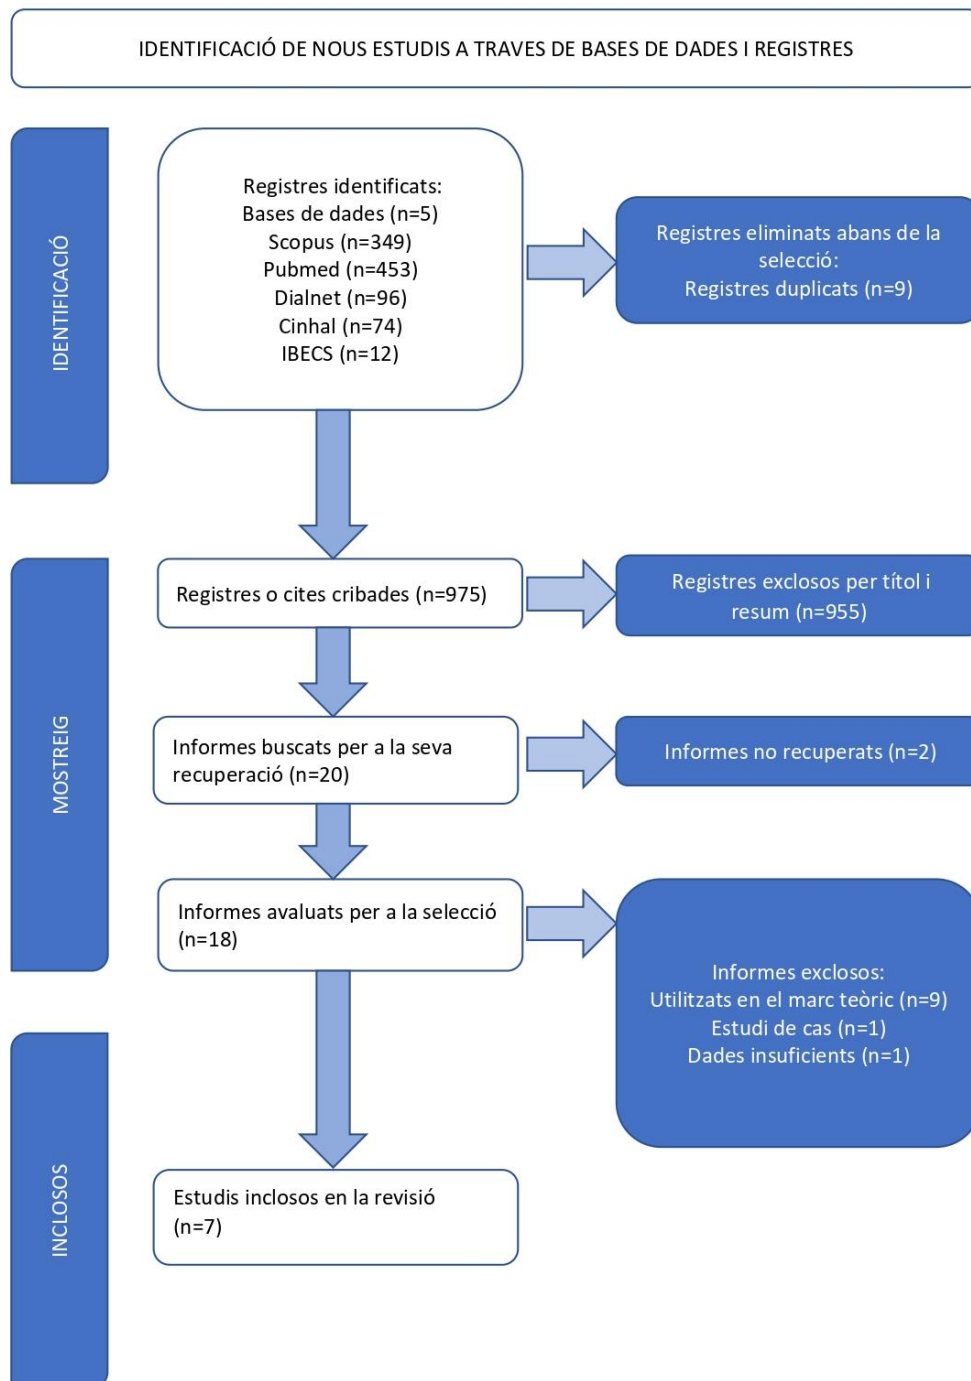 IDENTIFICACIÓ DE NOUS ESTUDIS A TRAVES DE BASES DE DADES I REGISTRES
IDENTIFICACIÓ
Registres identificats:
Bases de dades (n=5)
Scopus (n=349)
Pubmed (n=453)
Dialnet (n=96)
Cinhal (n=74)
IBECS (n=12)
Registres eliminats abans de la
selecció:
Registres duplicats (n=9)
MOSTREIG
Registres o cites cribades (n=975)
Registres exclosos per títol i
resum (n=955)
Informes buscats per a la seva
recuperació (n=20)
Informes no recuperats (n=2)
Informes avaluats per a la selecció
(n=18)
Informes exclosos:
Utilitzats en el marc teòric (n=9)
Estudi de cas (n=1)
Dades insuficients (n=1)
INCLOSOS
Estudis inclosos en la revisió
(n=7)